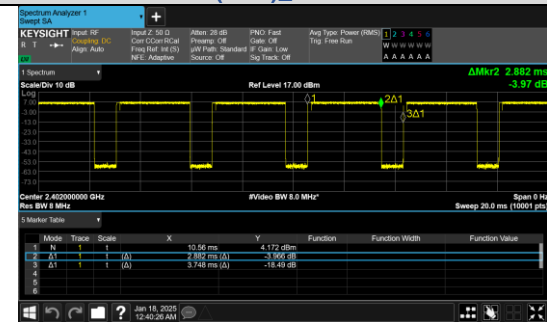 Spectrum Analyzer 1
Swept SA
KEYSIGHT Input: RF Input Z: 50 Ω Atten: 28 dB PNO: Fast Avg Type: Power (RMS) 1 2 3 4 5 6
R T Coupling: DC Corr CCorr RCal Preamp: Off Gate: Off Trig: Free Run W W W W W W
Align: Auto Freq Ref: Int (S) µW Path: Standard IF Gain: Low A A A A A A
NFE: Adaptive Source: Off Sig Track: Off
1 Spectrum ΔMkr2 2.882 ms
Scale/Div 10 dB Ref Level 17.00 dBm -3.97 dB
Log
7.00
-3.00
-13.0
-23.0
-33.0
-43.0
-53.0
-63.0
-73.0
1
2Δ1
3Δ1
Center 2.402000000 GHz #Video BW 8.0 MHz* Span 0 Hz
Res BW 8 MHz Sweep 20.0 ms (10001 pts)
5 Marker Table
Mode Trace Scale X Y Function Function Width Function Value
1 N 1 t 10.56 ms 4.172 dBm
2 Δ1 1 t (Δ) 2.882 ms (Δ) -3.966 dB
3 Δ1 1 t (Δ) 3.748 ms (Δ) -18.49 dB
4
5
6
? Jan 18, 2025
12:40:26 AM